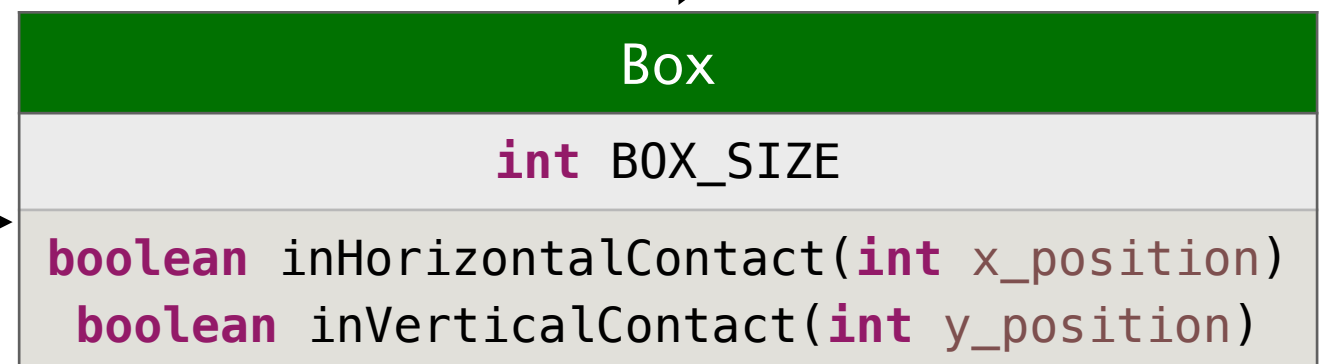 Box
int BOX_SIZE
boolean inHorizontalContact(int x_position)
boolean inVerticalContact(int y_position)